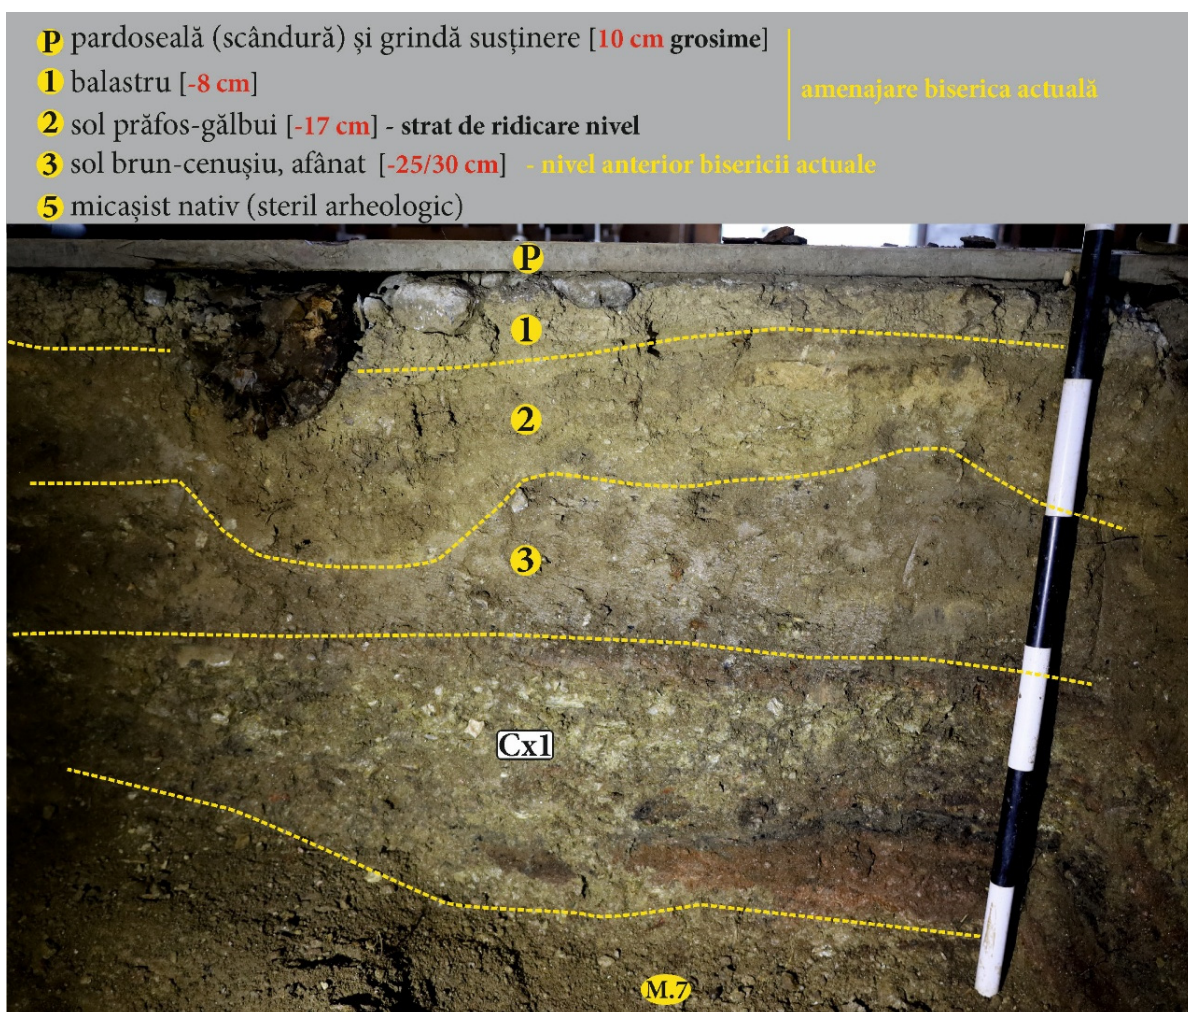 P pardoseală (scândură) și grindă susținere [10 cm grosime]
1 balastru [-8 cm]
amenajare biserica actuală
2 sol prăfos-gălbui [-17 cm] - strat de ridicare nivel
3 sol brun-cenușiu, afânat [-25/30 cm] - nivel anterior bisericii actuale
5 micașist nativ (steril arheologic)
P
1
2
3
Cx1
M.7